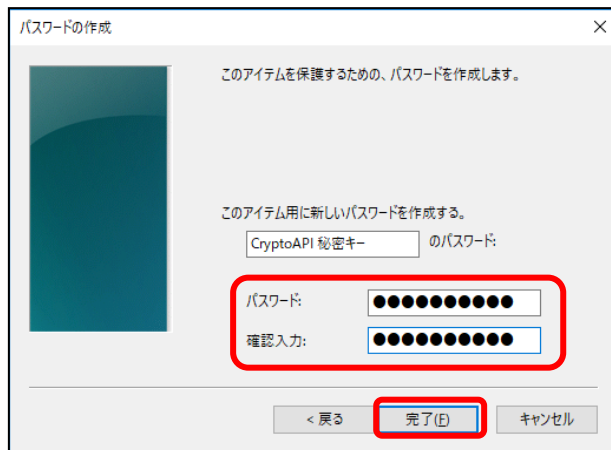 パスワードの作成
このアイテムを保護するための、パスワードを作成します。
このアイテム用に新しいパスワードを作成する。
CryptoAPI 秘密キー のパスワード:
パスワード: ●●●●●●●●●●
確認入力: ●●●●●●●●●●
< 戻る 完了(F) キャンセル